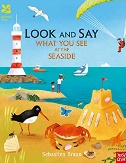 LOOK AND SAY
WHAT YOU SEE
AT THE
SEASIDE
Sebastien Braun